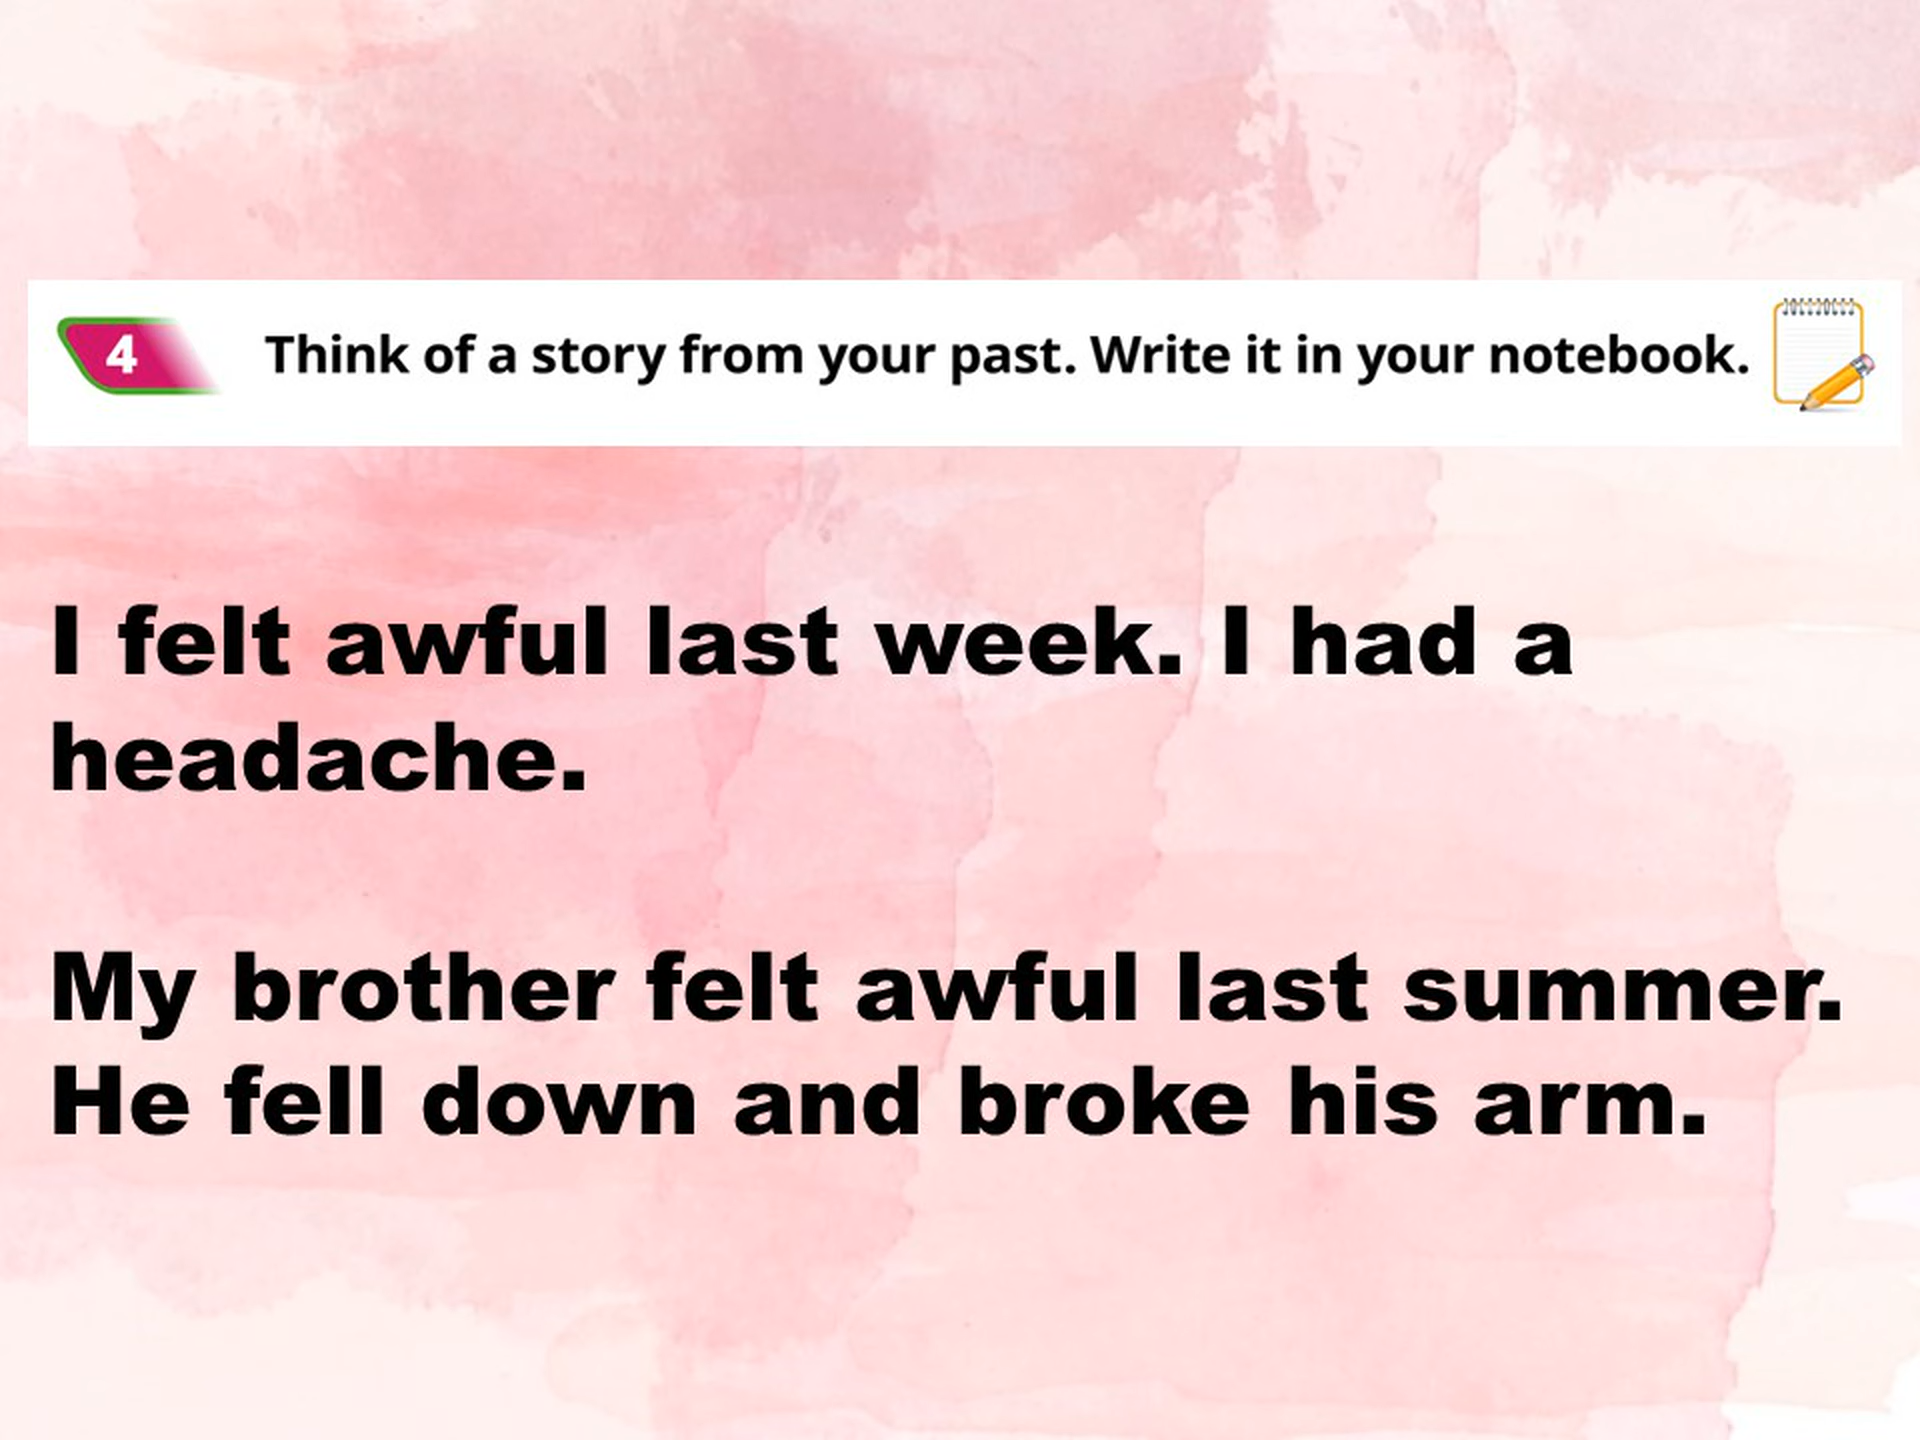 4 Think of a story from your past. Write it in your notebook.
I felt awful last week. I had a
headache.
My brother felt awful last summer.
He fell down and broke his arm.